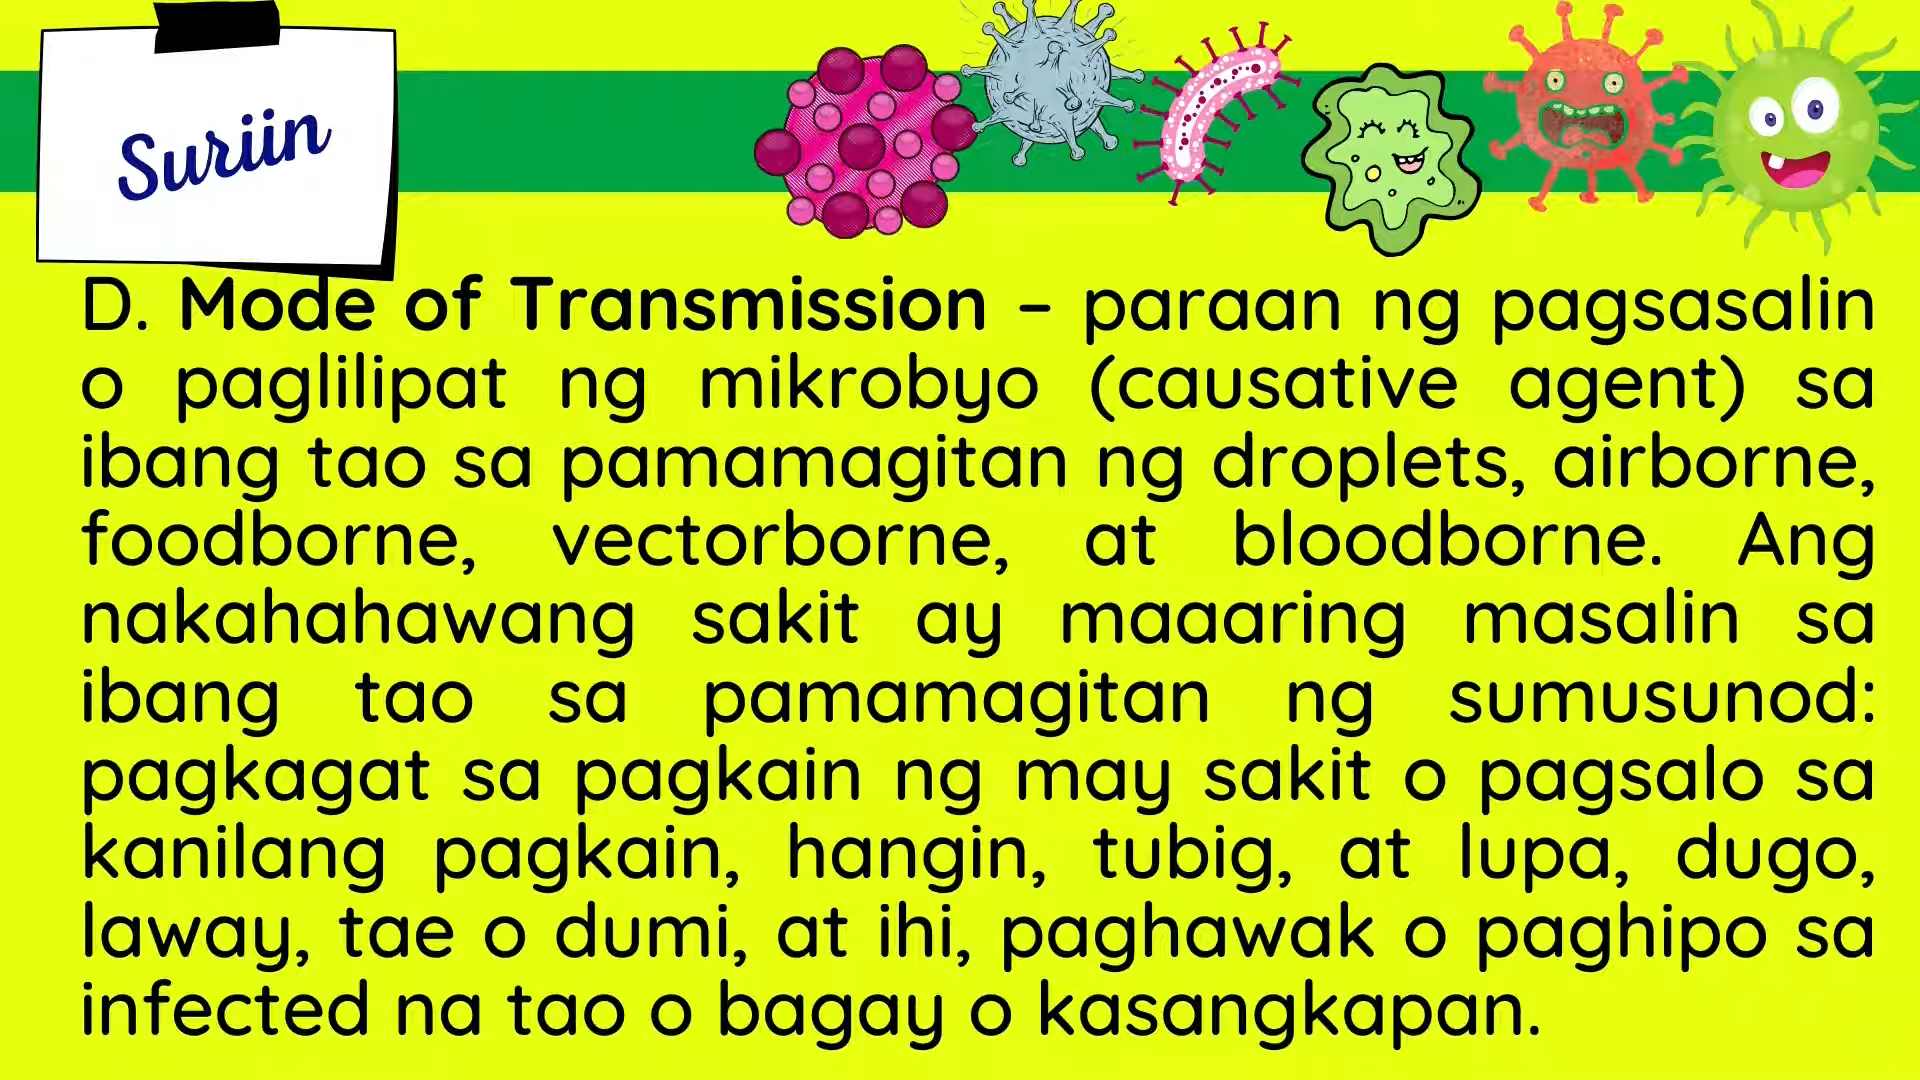 Suriin
D. Mode of Transmission – paraan ng pagsasalin
o paglilipat ng mikrobyo (causative agent) sa
ibang tao sa pamamagitan ng droplets, airborne,
foodborne, vectorborne, at bloodborne. Ang
nakahahawang sakit ay maaaring masalin sa
ibang tao sa pamamagitan ng sumusunod:
pagkagat sa pagkain ng may sakit o pagsalo sa
kanilang pagkain, hangin, tubig, at lupa, dugo,
laway, tae o dumi, at ihi, paghawak o paghipo sa
infected na tao o bagay o kasangkapan.